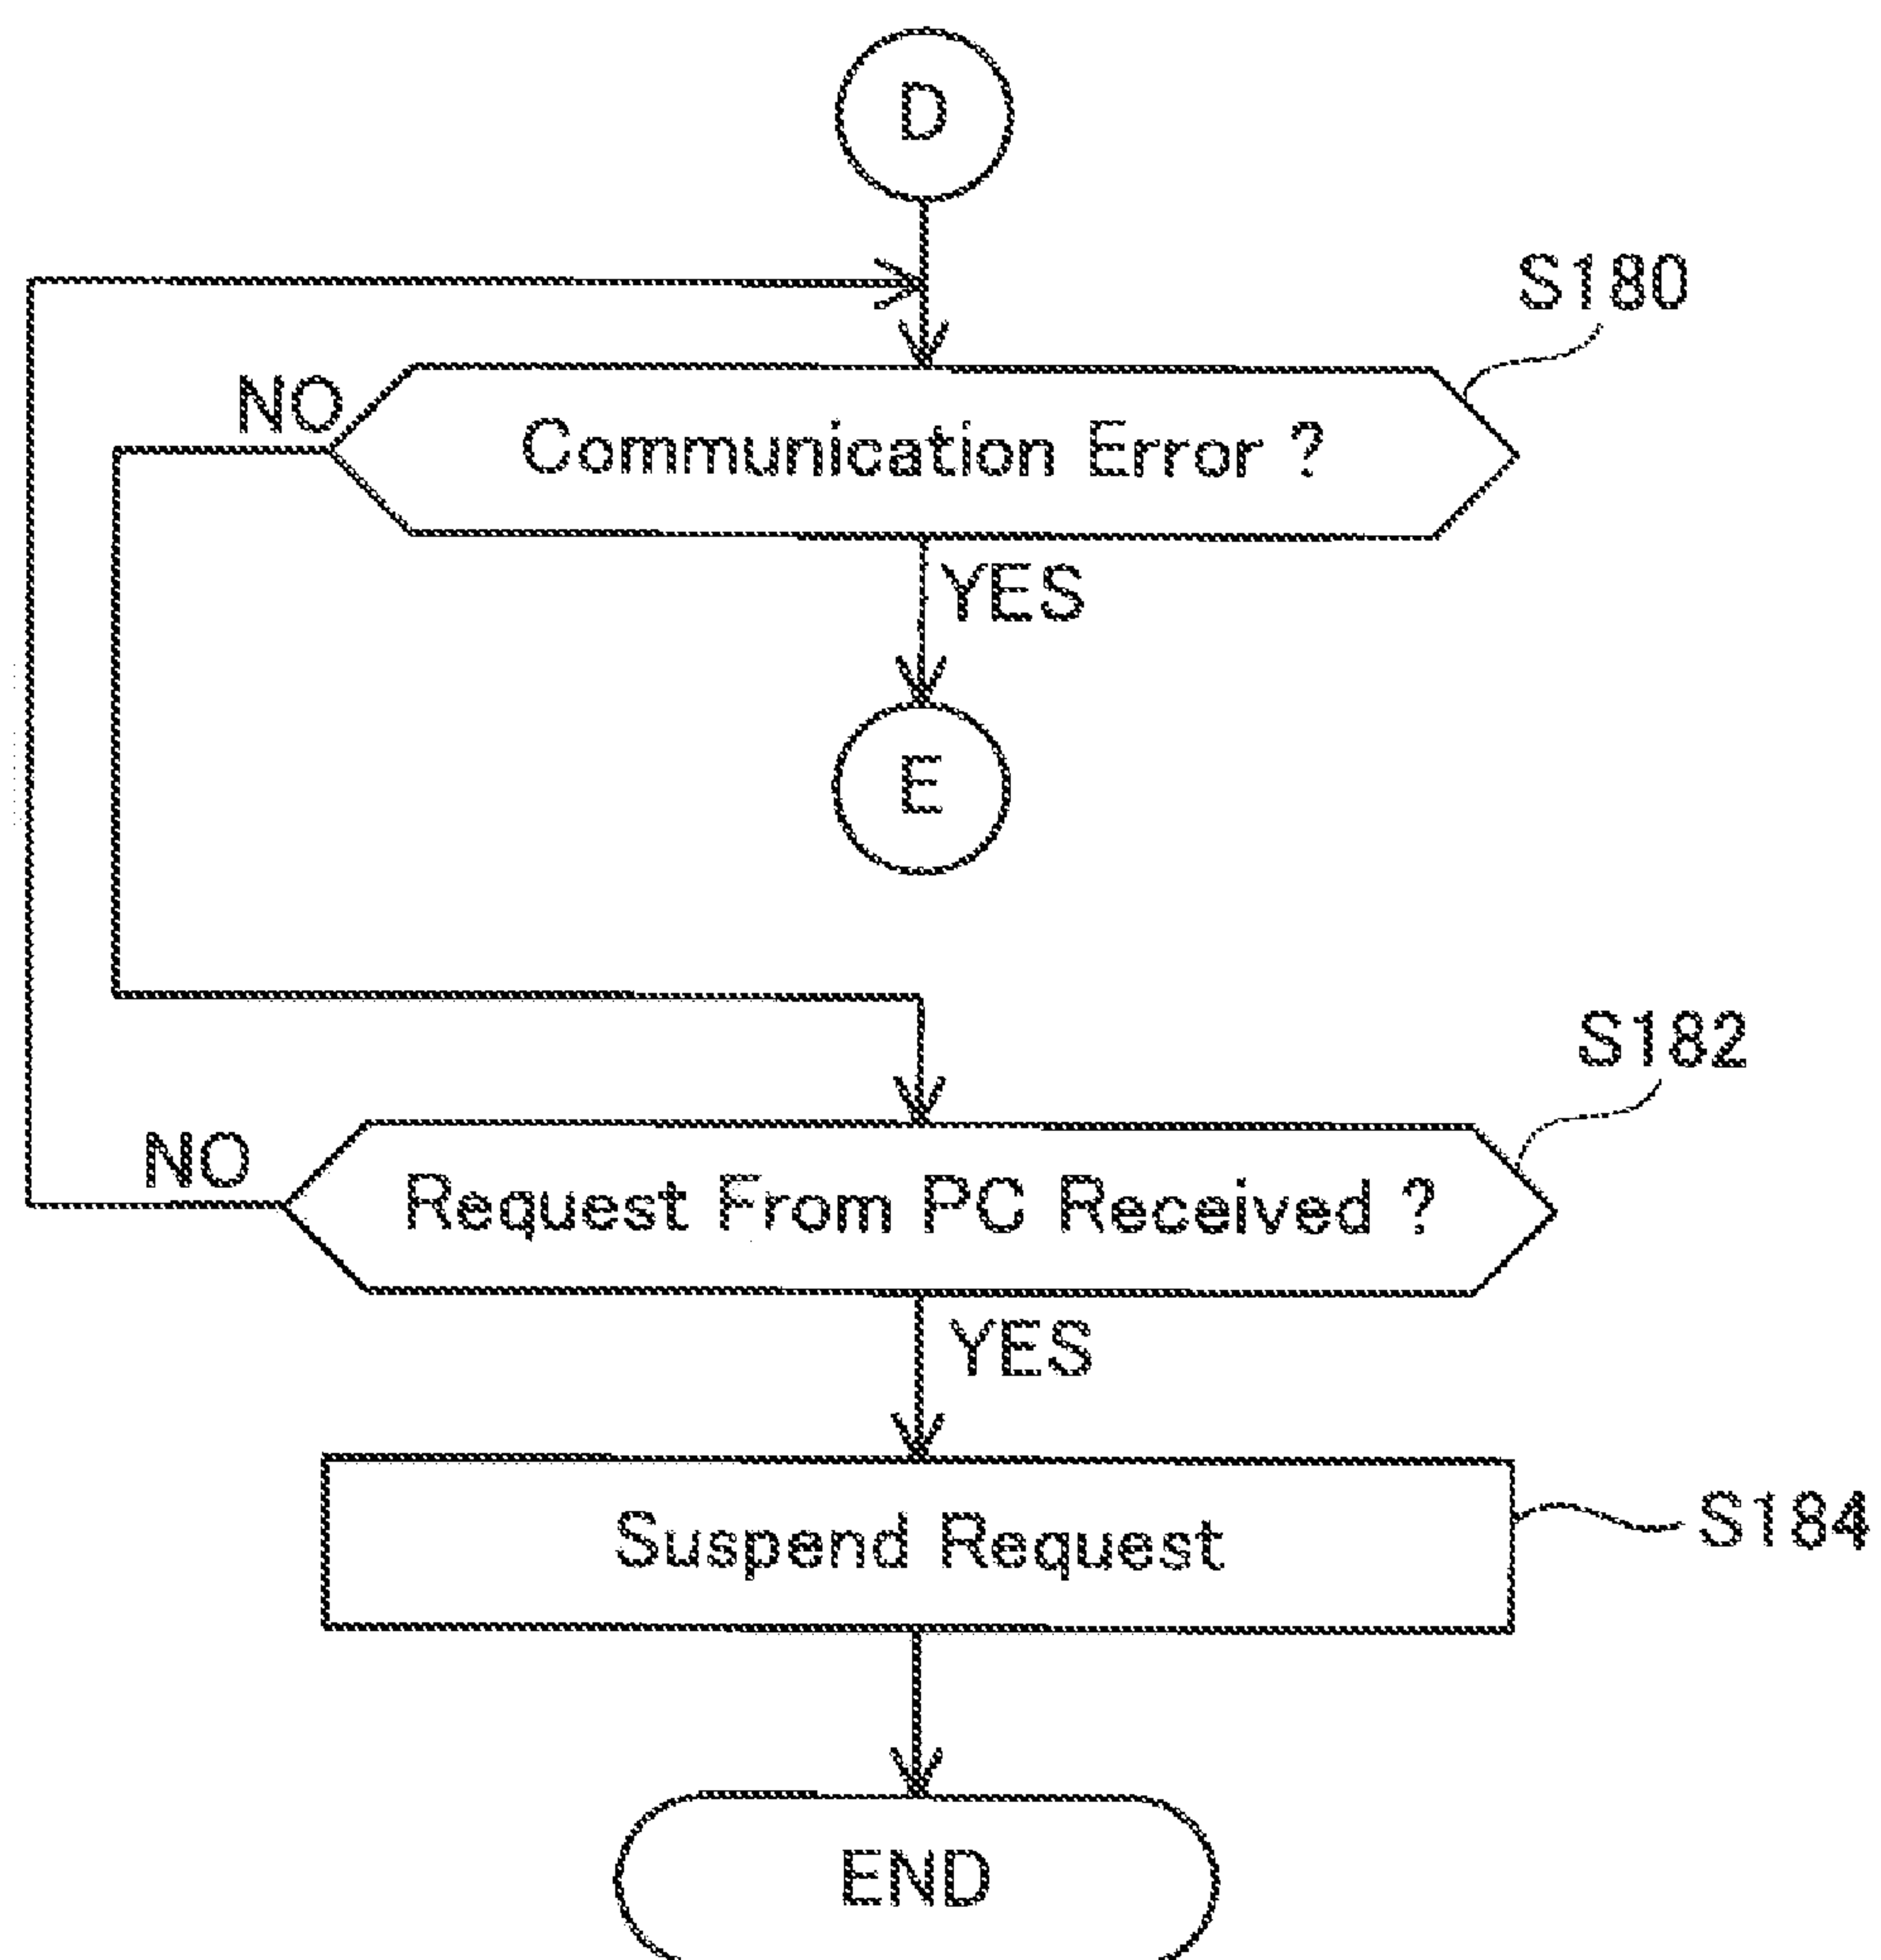 D
S180
NO
Communication Error ?
YES
E
S182
NO
Request From PC Received ?
YES
Suspend Request
S184
END